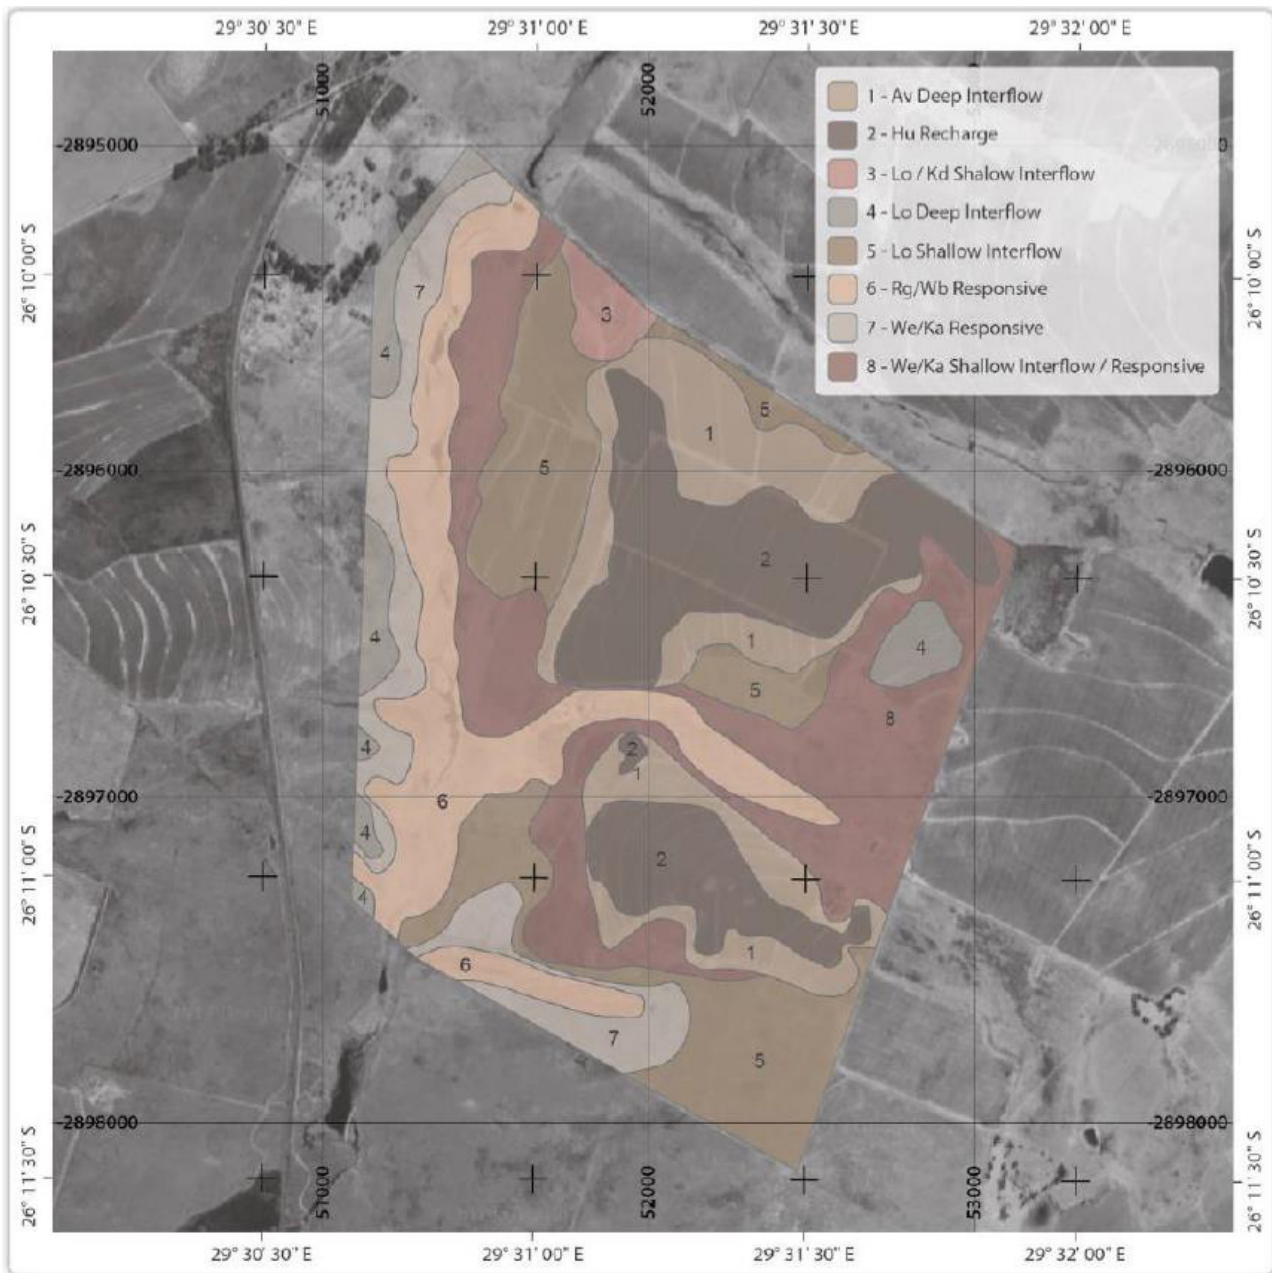 29° 30' 30" E
29° 31' 00" E
29° 31' 30" E
29° 32' 00" E
51000
52000
1 - Av Deep Interflow
2 - Hu Recharge
3 - Lo / Kd Shalow Interflow
4 - Lo Deep Interflow
5 - Lo Shallow Interflow
6 - Rg/Wb Responsive
7 - We/Ka Responsive
8 - We/Ka Shallow Interflow / Responsive
-2895000
-2895000
26° 10' 00" S
26° 10' 00" S
7
3
4
5
1
5
-2896000
-2896000
26° 10' 30" S
26° 10' 30" S
2
4
1
4
5
8
4
2
1
-2897000
-2897000
6
4
2
26° 11' 00" S
26° 11' 00" S
4
1
6
7
5
-2898000
-2898000
26° 11' 30" S
26° 11' 30" S
51000
52000
53000
29° 30' 30" E
29° 31' 00" E
29° 31' 30" E
29° 32' 00" E